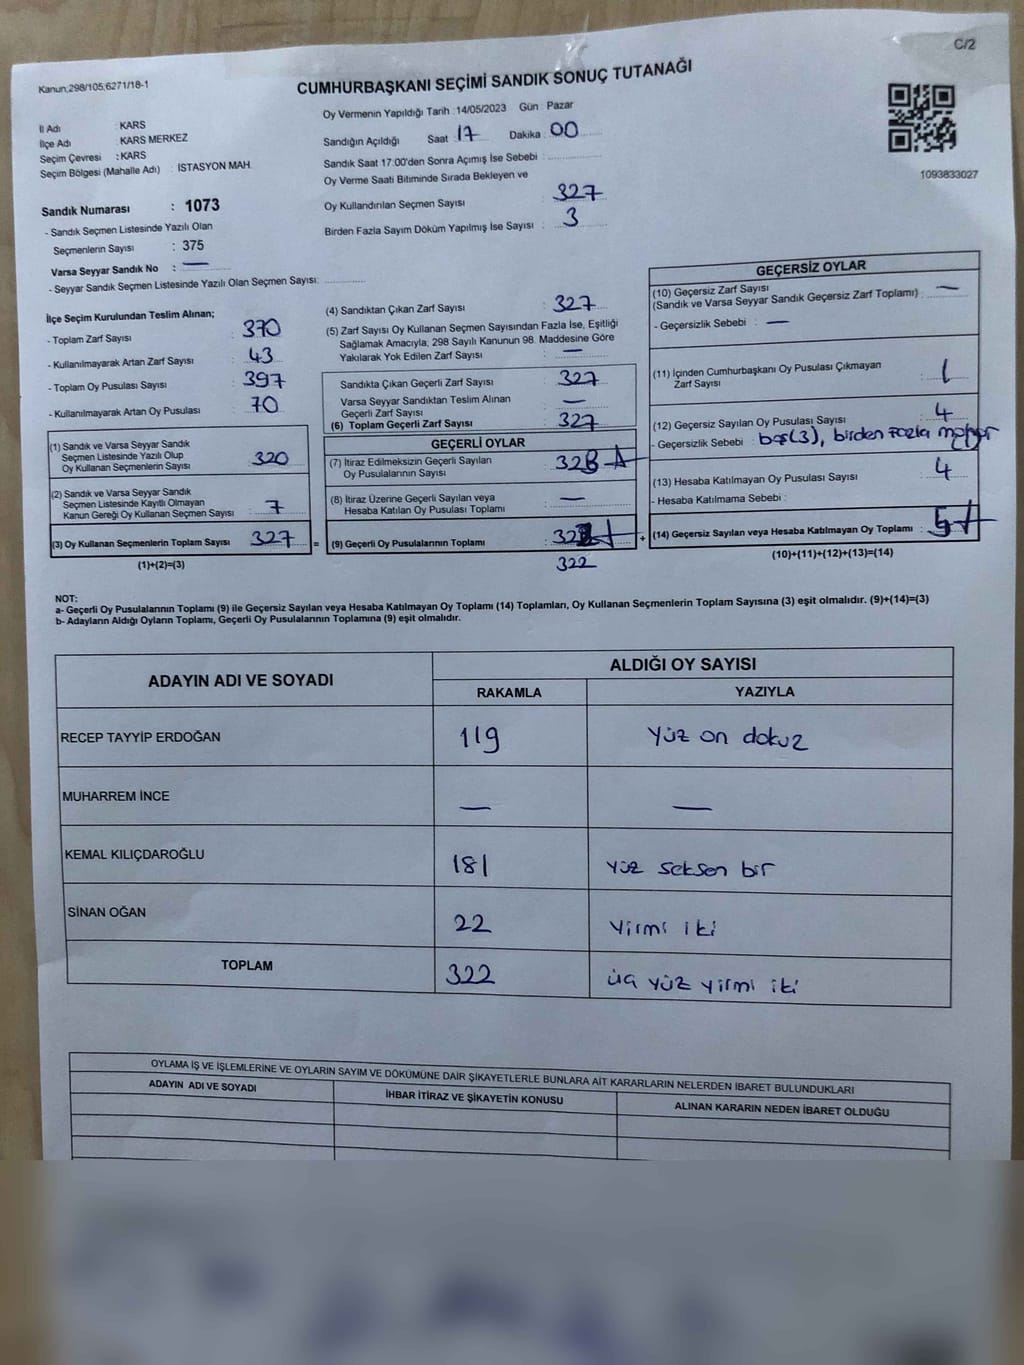 C/2
Kanun;298/105;6271/18-1
CUMHURBAŞKANI SEÇİMİ SANDIK SONUÇ TUTANAĞI
İl Adı : KARS
İlçe Adı : KARS MERKEZ
Seçim Çevresi : KARS
Seçim Bölgesi (Mahalle Adı) : İSTASYON MAH.
Oy Vermenin Yapıldığı Tarih : 14/05/2023 Gün : Pazar
Sandığın Açıldığı Saat : 17 Dakika : 00
Sandık Saat 17:00'den Sonra Açımış İse Sebebi :
Oy Verme Saati Bitiminde Sırada Bekleyen ve
Oy Kullandırılan Seçmen Sayısı : 327
Birden Fazla Sayım Döküm Yapılmış İse Sayısı : 3
1093833027
Sandık Numarası : 1073
- Sandık Seçmen Listesinde Yazılı Olan
Seçmenlerin Sayısı : 375
Varsa Seyyar Sandık No : —
- Seyyar Sandık Seçmen Listesinde Yazılı Olan Seçmen Sayısı:
İlçe Seçim Kurulundan Teslim Alınan;
- Toplam Zarf Sayısı : 370
- Kullanılmayarak Artan Zarf Sayısı : 43
- Toplam Oy Pusulası Sayısı : 397
- Kullanılmayarak Artan Oy Pusulası : 70
(1) Sandık ve Varsa Seyyar Sandık
Seçmen Listesinde Yazılı Olup
Oy Kullanan Seçmenlerin Sayısı : 320
(2) Sandık ve Varsa Seyyar Sandık
Seçmen Listesinde Kayıtlı Olmayan
Kanun Gereği Oy Kullanan Seçmen Sayısı : 7
(3) Oy Kullanan Seçmenlerin Toplam Sayısı : 327 =
(1)+(2)=(3)
(4) Sandıktan Çıkan Zarf Sayısı : 327
(5) Zarf Sayısı Oy Kullanan Seçmen Sayısından Fazla İse, Eşitliği
Sağlamak Amacıyla; 298 Sayılı Kanunun 98. Maddesine Göre
Yakılarak Yok Edilen Zarf Sayısı : —
Sandıkta Çıkan Geçerli Zarf Sayısı : 327
Varsa Seyyar Sandıktan Teslim Alınan
Geçerli Zarf Sayısı : —
(6) Toplam Geçerli Zarf Sayısı : 327
GEÇERLİ OYLAR
(7) İtiraz Edilmeksizin Geçerli Sayılan
Oy Pusulalarının Sayısı :
(8) İtiraz Üzerine Geçerli Sayılan veya
Hesaba Katılan Oy Pusulası Toplamı : —
(9) Geçerli Oy Pusulalarının Toplamı :
322
GEÇERSİZ OYLAR
(10) Geçersiz Zarf Sayısı
(Sandık ve Varsa Seyyar Sandık Geçersiz Zarf Toplamı) : —
- Geçersizlik Sebebi : —
(11) İçinden Cumhurbaşkanı Oy Pusulası Çıkmayan
Zarf Sayısı : 1
(12) Geçersiz Sayılan Oy Pusulası Sayısı : 4
- Geçersizlik Sebebi : boş(3), birden fazla
(13) Hesaba Katılmayan Oy Pusulası Sayısı : 4
- Hesaba Katılmama Sebebi :
+ (14) Geçersiz Sayılan veya Hesaba Katılmayan Oy Toplamı : 5
(10)+(11)+(12)+(13)=(14)
NOT:
a- Geçerli Oy Pusulalarının Toplamı (9) ile Geçersiz Sayılan veya Hesaba Katılmayan Oy Toplamı (14) Toplamları, Oy Kullanan Seçmenlerin Toplam Sayısına (3) eşit olmalıdır. (9)+(14)=(3)
b- Adayların Aldığı Oyların Toplamı, Geçerli Oy Pusulalarının Toplamına (9) eşit olmalıdır.
ADAYIN ADI VE SOYADI
ALDIĞI OY SAYISI
RAKAMLA YAZIYLA
RECEP TAYYİP ERDOĞAN 119 Yüz on dokuz
MUHARREM İNCE — —
KEMAL KILIÇDAROĞLU 181 Yüz seksen bir
SİNAN OĞAN 22 Yirmi iki
TOPLAM 322 üç yüz yirmi iki
OYLAMA İŞ VE İŞLEMLERİNE VE OYLARIN SAYIM VE DÖKÜMÜNE DAİR ŞİKAYETLERLE BUNLARA AİT KARARLARIN NELERDEN İBARET BULUNDUKLARI
ADAYIN ADI VE SOYADI İHBAR İTİRAZ VE ŞİKAYETİN KONUSU ALINAN KARARIN NEDEN İBARET OLDUĞU